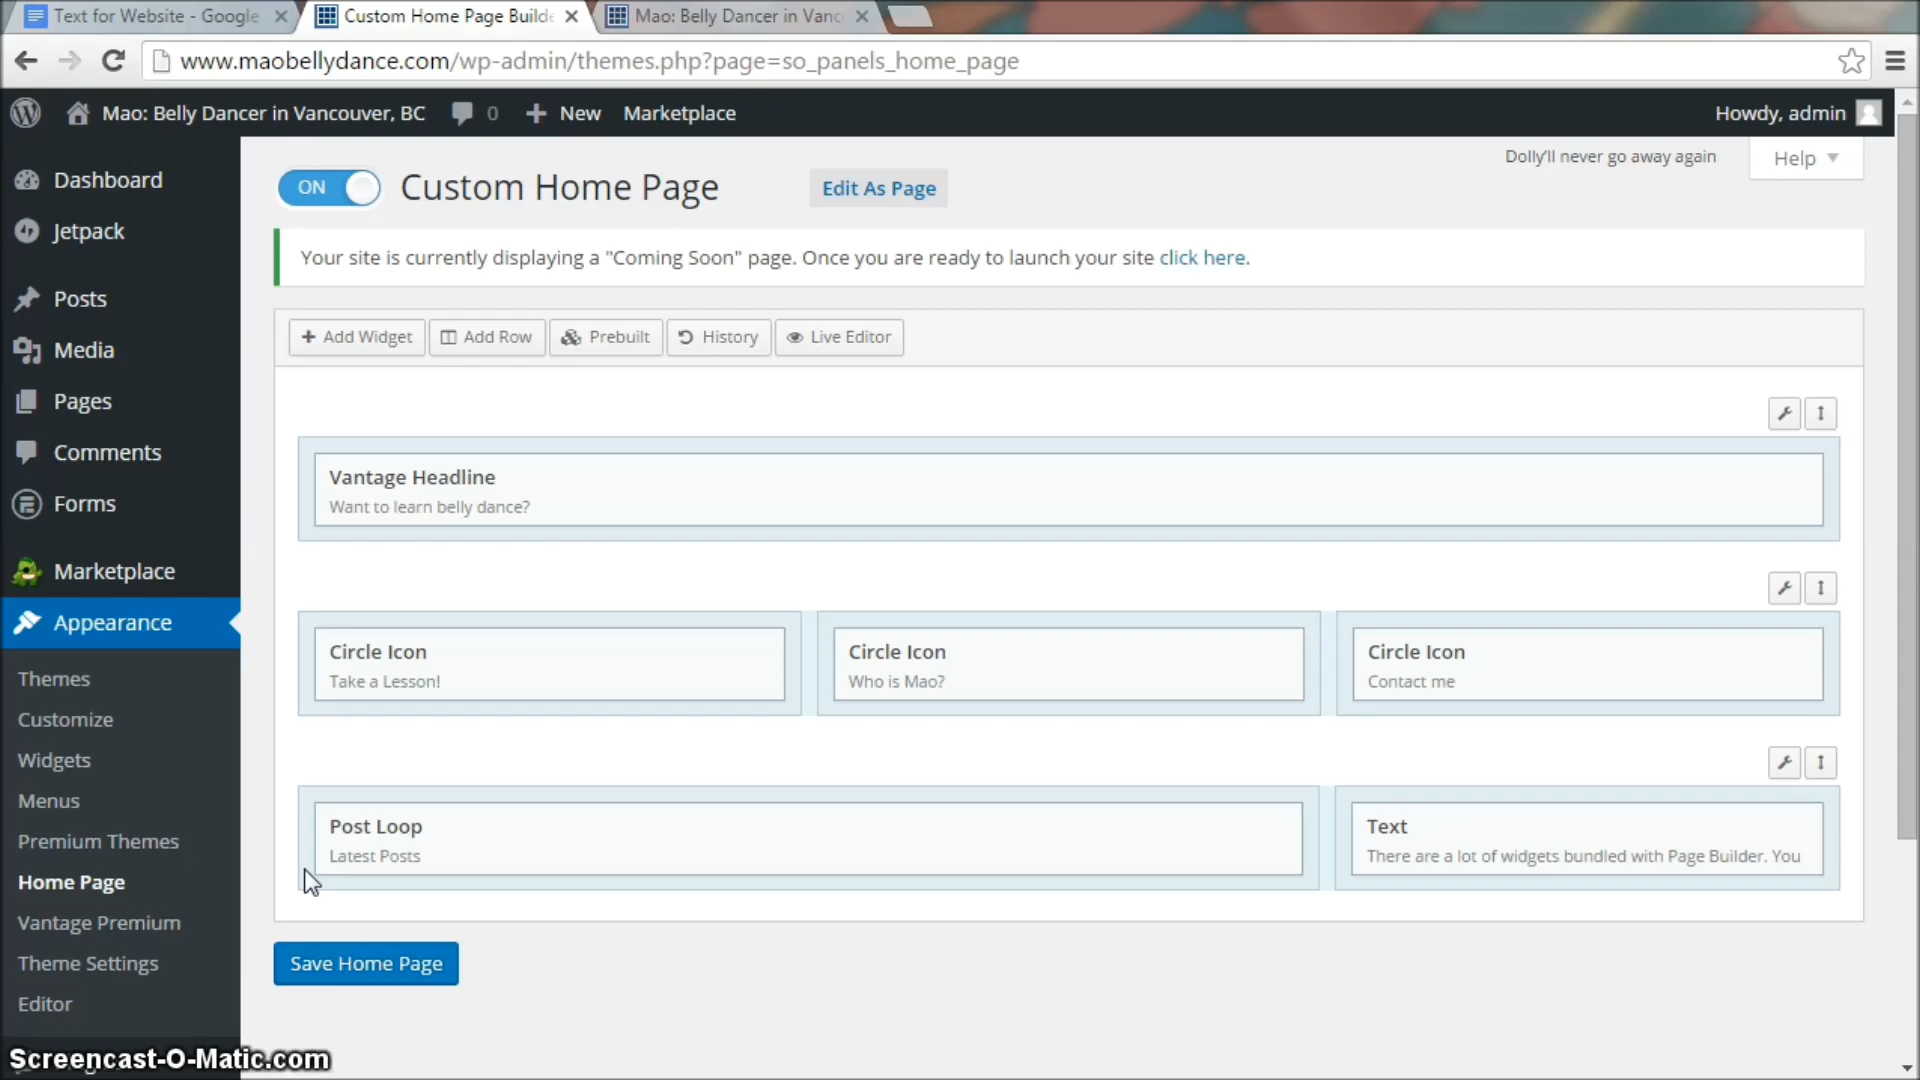 Text for Website - Google
Custom Home Page Builde
Mao: Belly Dancer in Vanc
www.maobellydance.com/wp-admin/themes.php?page=so_panels_home_page
Mao: Belly Dancer in Vancouver, BC 0 New Marketplace Howdy, admin
Dashboard
Jetpack
Posts
Media
Pages
Comments
Forms
Marketplace
Appearance
Themes
Customize
Widgets
Menus
Premium Themes
Home Page
Vantage Premium
Theme Settings
Editor
Dolly'll never go away again
Help
ON Custom Home Page Edit As Page
Your site is currently displaying a "Coming Soon" page. Once you are ready to launch your site click here.
Add Widget Add Row Prebuilt History Live Editor
Vantage Headline
Want to learn belly dance?
Circle Icon
Take a Lesson!
Circle Icon
Who is Mao?
Circle Icon
Contact me
Post Loop
Latest Posts
Text
There are a lot of widgets bundled with Page Builder. You
Save Home Page
Screencast-O-Matic.com